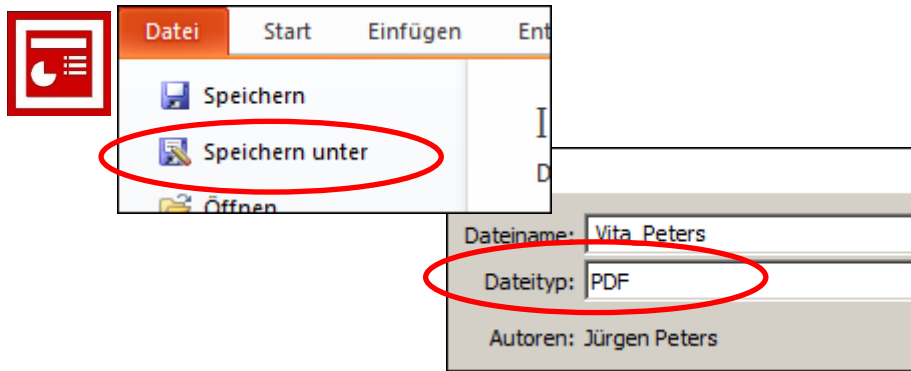 Datei Start Einfügen Ent
Speichern
Speichern unter
Öffnen
I
D
Dateiname: Vita_Peters
Dateityp: PDF
Autoren: Jürgen Peters